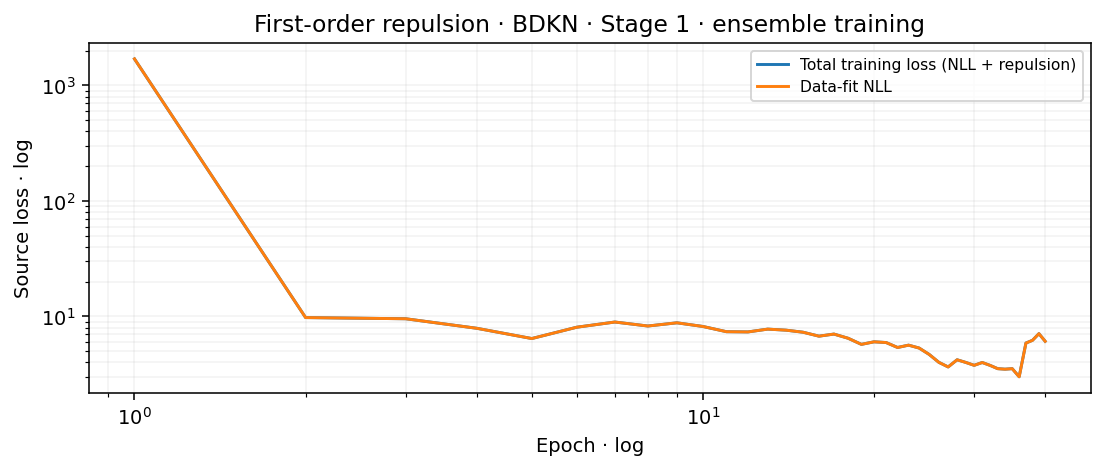 First-order repulsion · BDKN · Stage 1 · ensemble training
Total training loss (NLL + repulsion)
Data-fit NLL
Source loss · log
10³
10²
10¹
10⁰ 10¹
Epoch · log